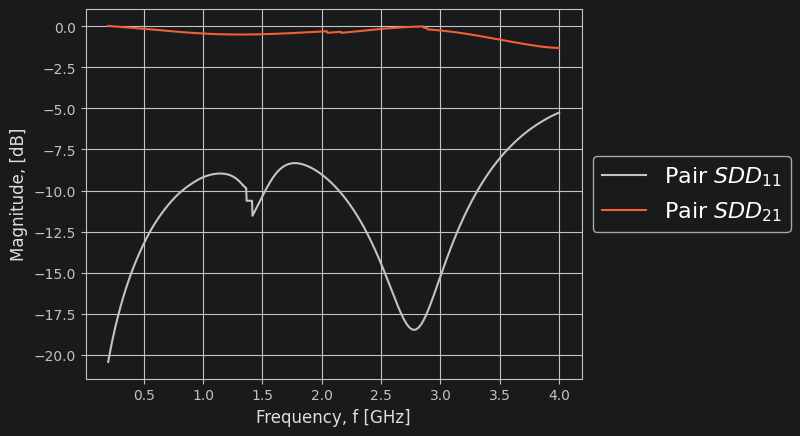 0.0
−2.5
−5.0
−7.5
−10.0
−12.5
−15.0
−17.5
−20.0
Magnitude, [dB]
0.5 1.0 1.5 2.0 2.5 3.0 3.5 4.0
Frequency, f [GHz]
Pair SDD₁₁
Pair SDD₂₁